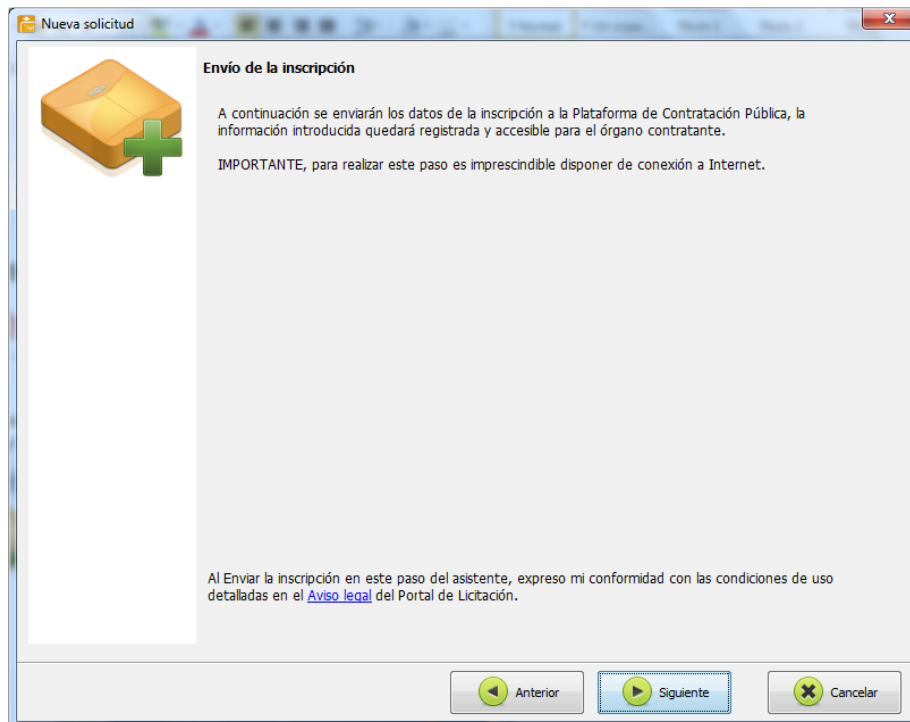 Nueva solicitud
Envío de la inscripción
A continuación se enviarán los datos de la inscripción a la Plataforma de Contratación Pública, la
información introducida quedará registrada y accesible para el órgano contratante.
IMPORTANTE, para realizar este paso es imprescindible disponer de conexión a Internet.
Al Enviar la inscripción en este paso del asistente, expreso mi conformidad con las condiciones de uso
detalladas en el Aviso legal del Portal de Licitación.
Anterior
Siguiente
Cancelar